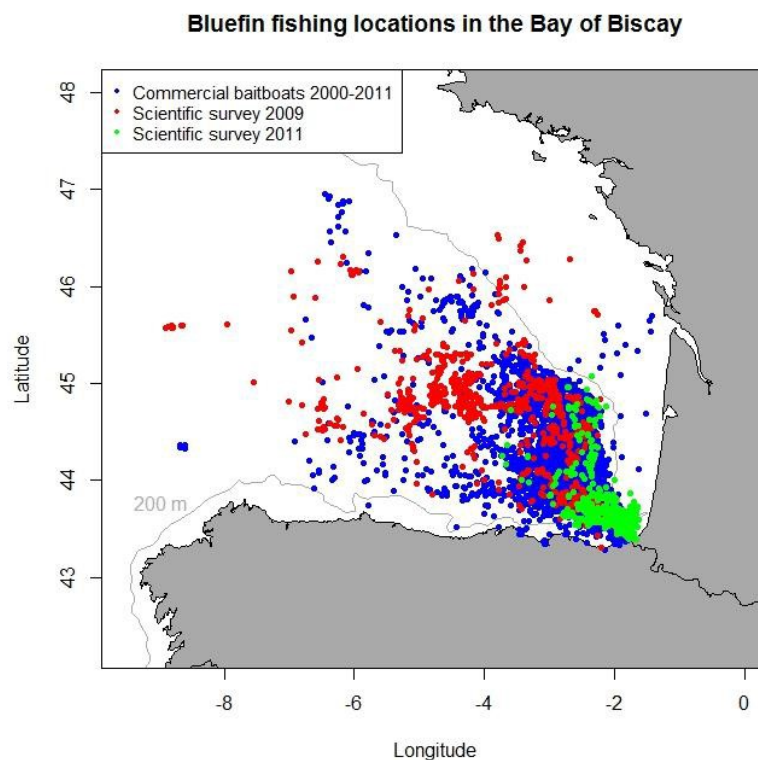 Bluefin fishing locations in the Bay of Biscay
Commercial baitboats 2000-2011
Scientific survey 2009
Scientific survey 2011
48
47
46
45
44
43
Latitude
200 m
-8 -6 -4 -2 0
Longitude